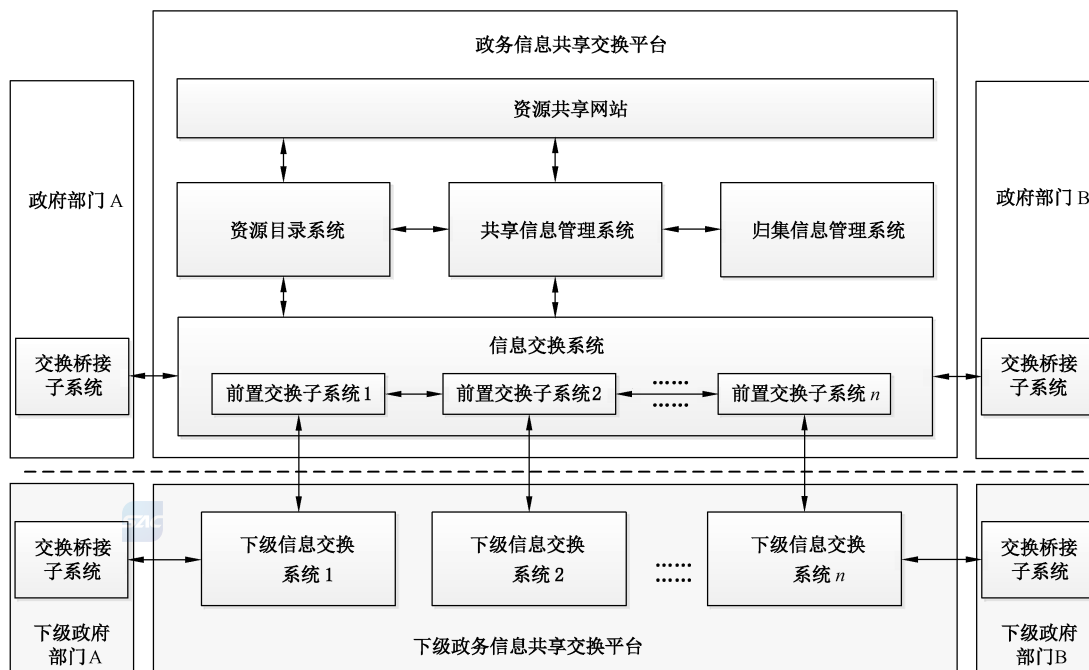 政务信息共享交换平台
资源共享网站
政府部门 A
政府部门 B
资源目录系统
共享信息管理系统
归集信息管理系统
信息交换系统
交换桥接
子系统
前置交换子系统1
前置交换子系统2
……
……
前置交换子系统 n
交换桥接
子系统
SZIC
交换桥接
子系统
下级信息交换
系统 1
下级信息交换
系统 2
……
……
下级信息交换
系统 n
交换桥接
子系统
下级政府
部门A
下级政务信息共享交换平台
下级政府
部门B